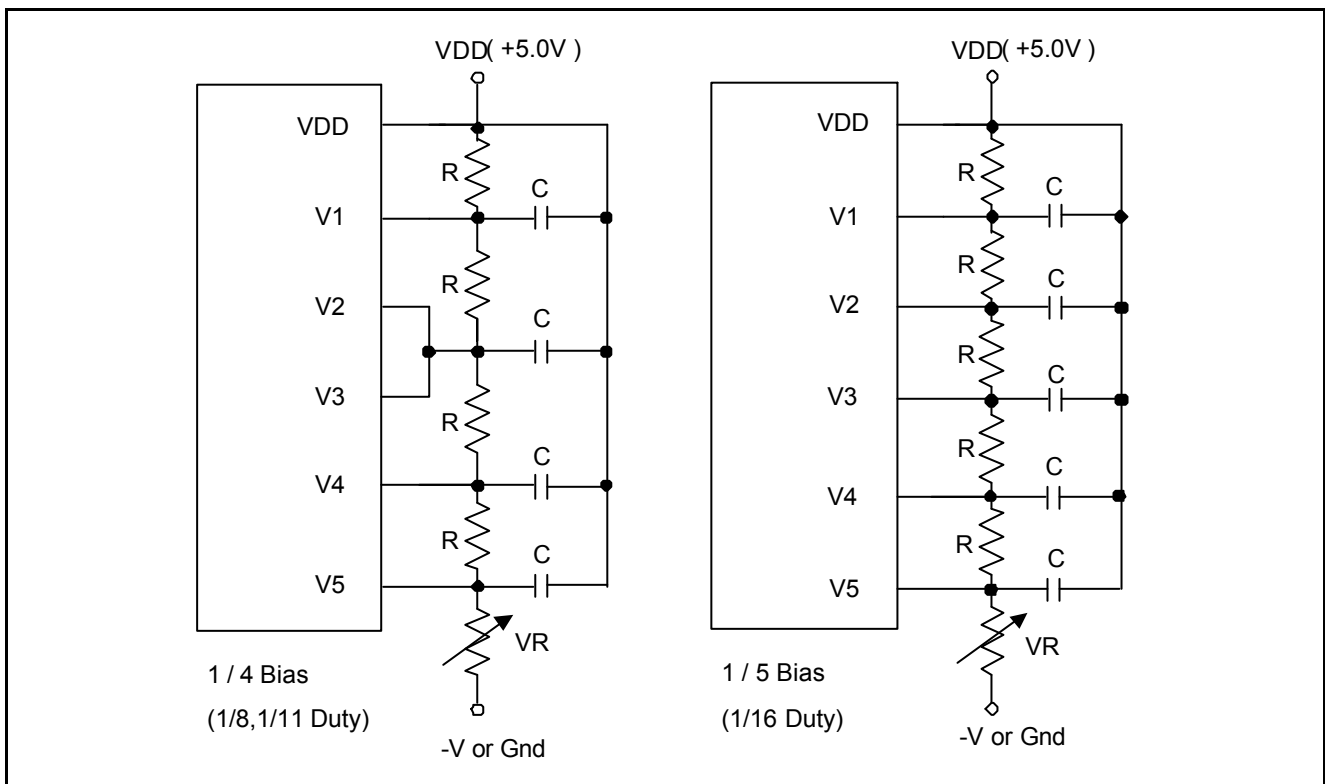 VDD( +5.0V )
VDD
R
C
V1
R
V2
C
V3
R
V4
C
R
C
V5
VR
1 / 4 Bias
(1/8,1/11 Duty)
-V or Gnd
VDD( +5.0V )
VDD
R
C
V1
R
C
V2
R
C
V3
R
C
V4
R
C
V5
VR
1 / 5 Bias
(1/16 Duty)
-V or Gnd